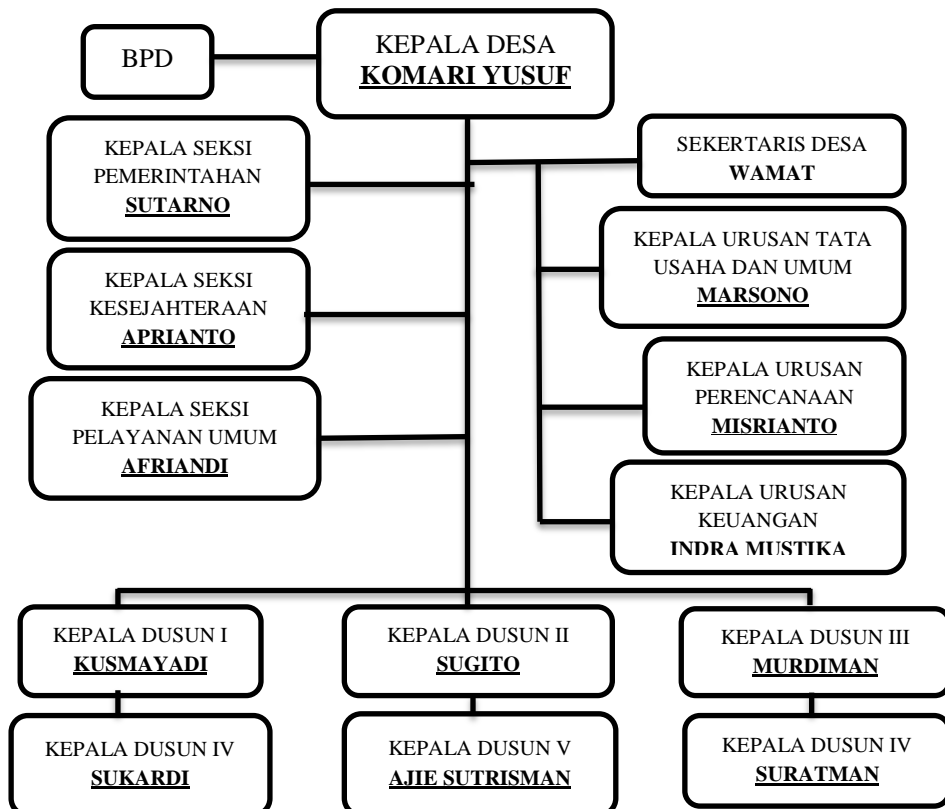 BPD
KEPALA DESA
KOMARI YUSUF
KEPALA SEKSI
PEMERINTAHAN
SUTARNO
SEKERTARIS DESA
WAMAT
KEPALA URUSAN TATA
USAHA DAN UMUM
MARSONO
KEPALA SEKSI
KESEJAHTERAAN
APRIANTO
KEPALA URUSAN
PERENCANAAN
MISRIANTO
KEPALA SEKSI
PELAYANAN UMUM
AFRIANDI
KEPALA URUSAN
KEUANGAN
INDRA MUSTIKA
KEPALA DUSUN I
KUSMAYADI
KEPALA DUSUN II
SUGITO
KEPALA DUSUN III
MURDIMAN
KEPALA DUSUN IV
SUKARDI
KEPALA DUSUN V
AJIE SUTRISMAN
KEPALA DUSUN IV
SURATMAN